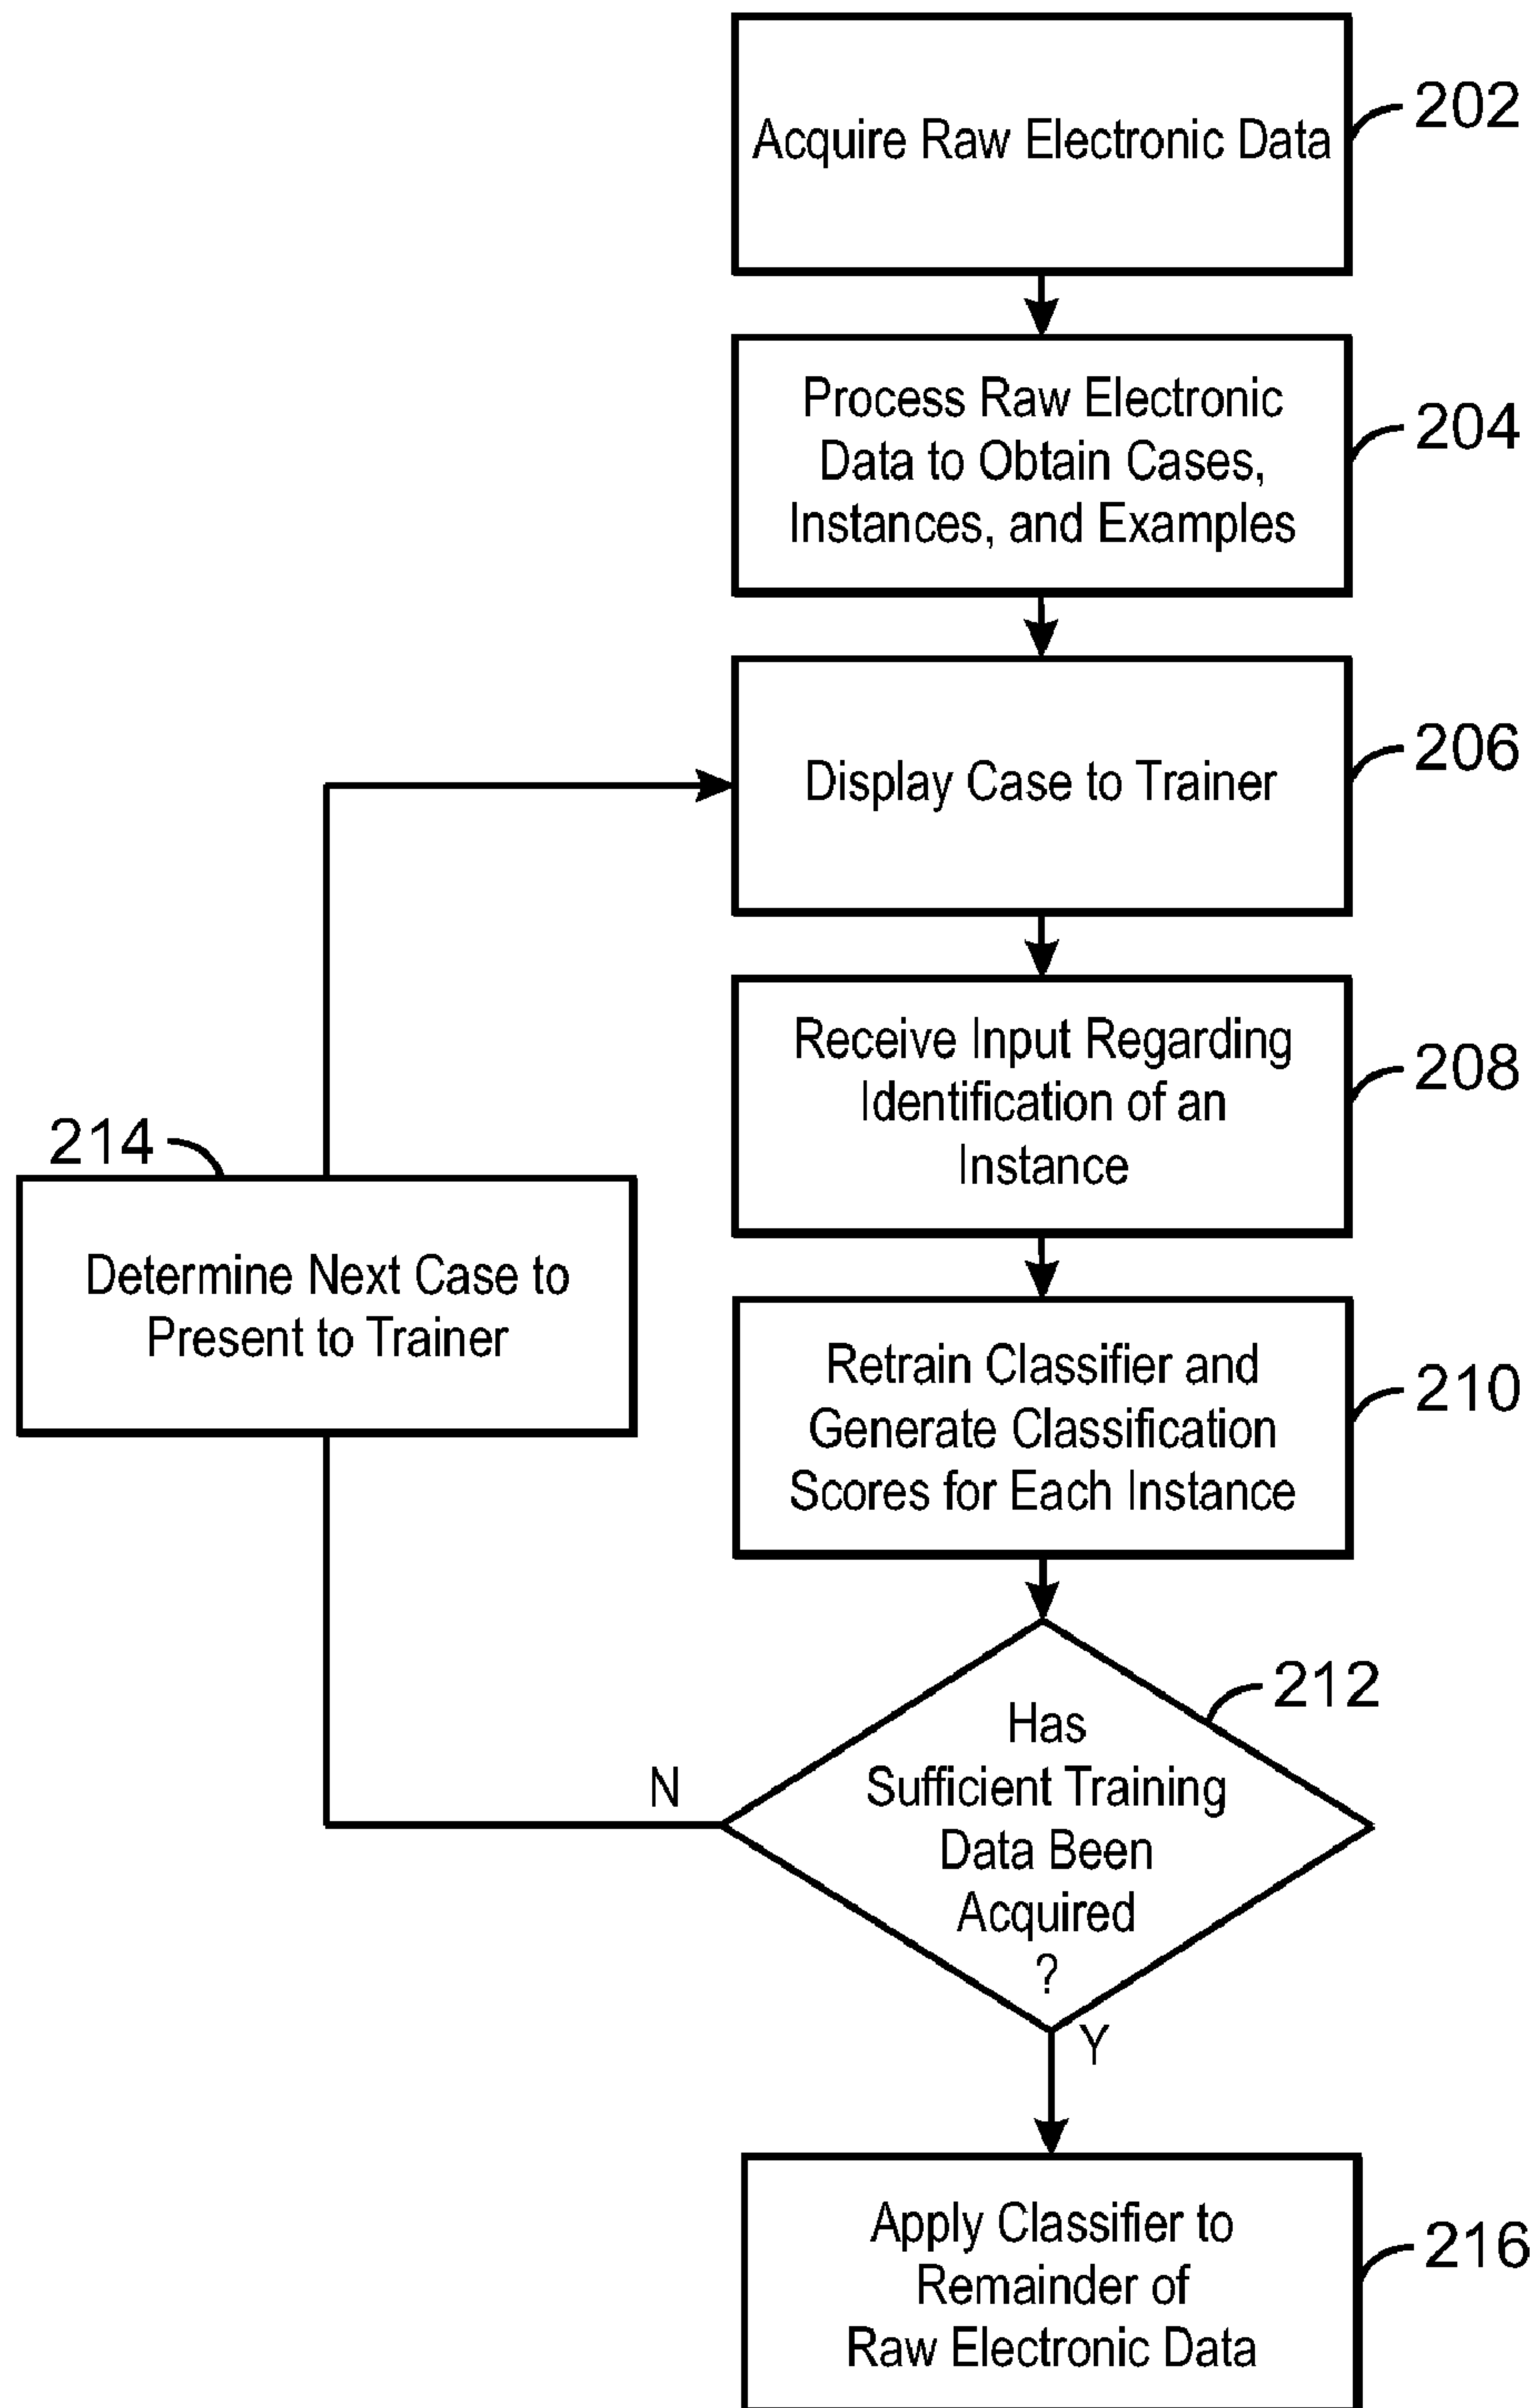 Acquire Raw Electronic Data
202
Process Raw Electronic
Data to Obtain Cases,
Instances, and Examples
204
Display Case to Trainer
206
Receive Input Regarding
Identification of an
Instance
208
214
Determine Next Case to
Present to Trainer
Retrain Classifier and
Generate Classification
Scores for Each Instance
210
Has
Sufficient Training
Data Been
Acquired
?
212
N
Y
Apply Classifier to
Remainder of
Raw Electronic Data
216